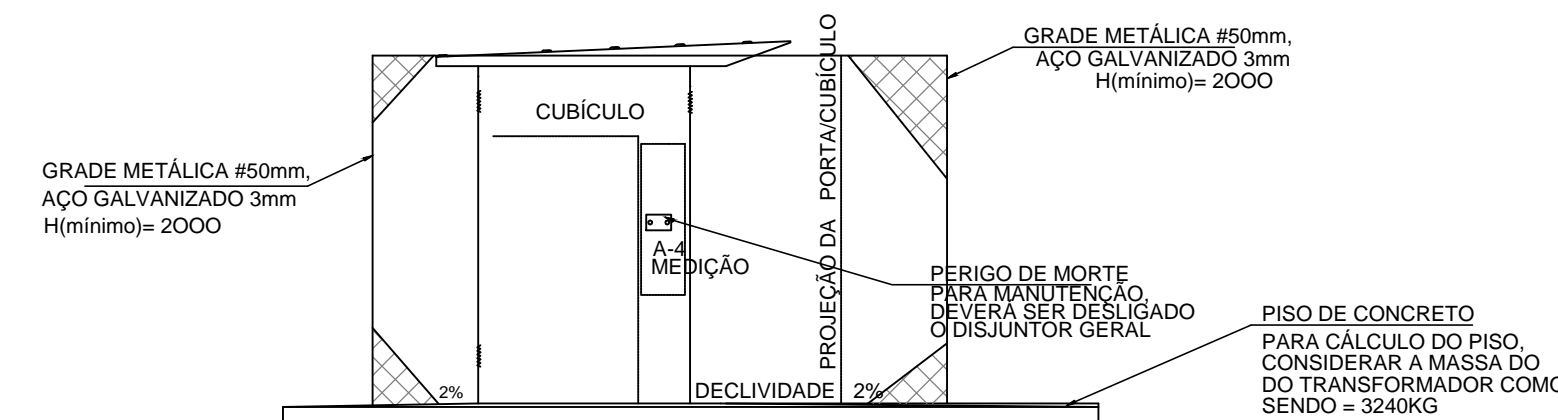 GRADE METÁLICA #50mm,
AÇO GALVANIZADO 3mm
H(mínimo)= 2OOO
CUBÍCULO
A-4
MEDIÇÃO
PROJEÇÃO DA PORTA/CUBÍCULO
GRADE METÁLICA #50mm,
AÇO GALVANIZADO 3mm
H(mínimo)= 2OOO
PERIGO DE MORTE
PARA MANUTENÇÃO,
DEVERÁ SER DESLIGADO
O DISJUNTOR GERAL
2%
DECLIVIDADE 2%
PISO DE CONCRETO
PARA CÁLCULO DO PISO,
CONSIDERAR A MASSA DO
DO TRANSFORMADOR COMO
SENDO = 3240KG